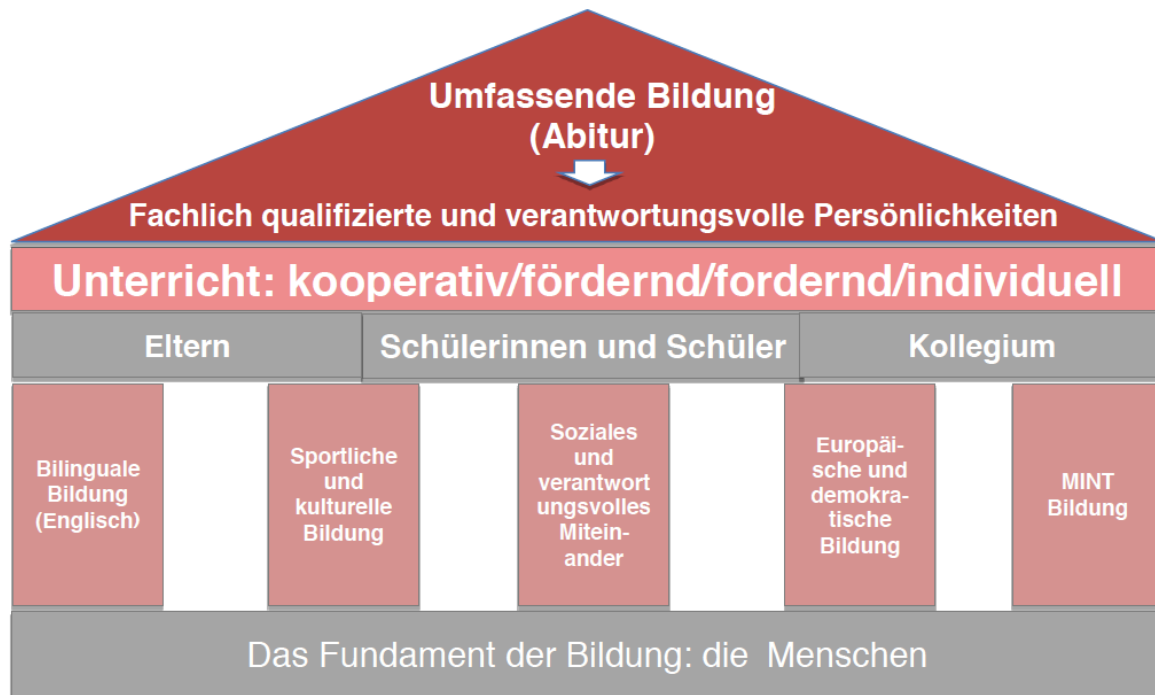 Umfassende Bildung
(Abitur)
Fachlich qualifizierte und verantwortungsvolle Persönlichkeiten
Unterricht: kooperativ/fördernd/fordernd/individuell
Eltern
Schülerinnen und Schüler
Kollegium
Bilinguale
Bildung
(Englisch)
Sportliche
und
kulturelle
Bildung
Soziales
und
verantwort
ungsvolles
Mitein-
ander
Europäi-
sche und
demokra-
tische
Bildung
MINT
Bildung
Das Fundament der Bildung: die Menschen